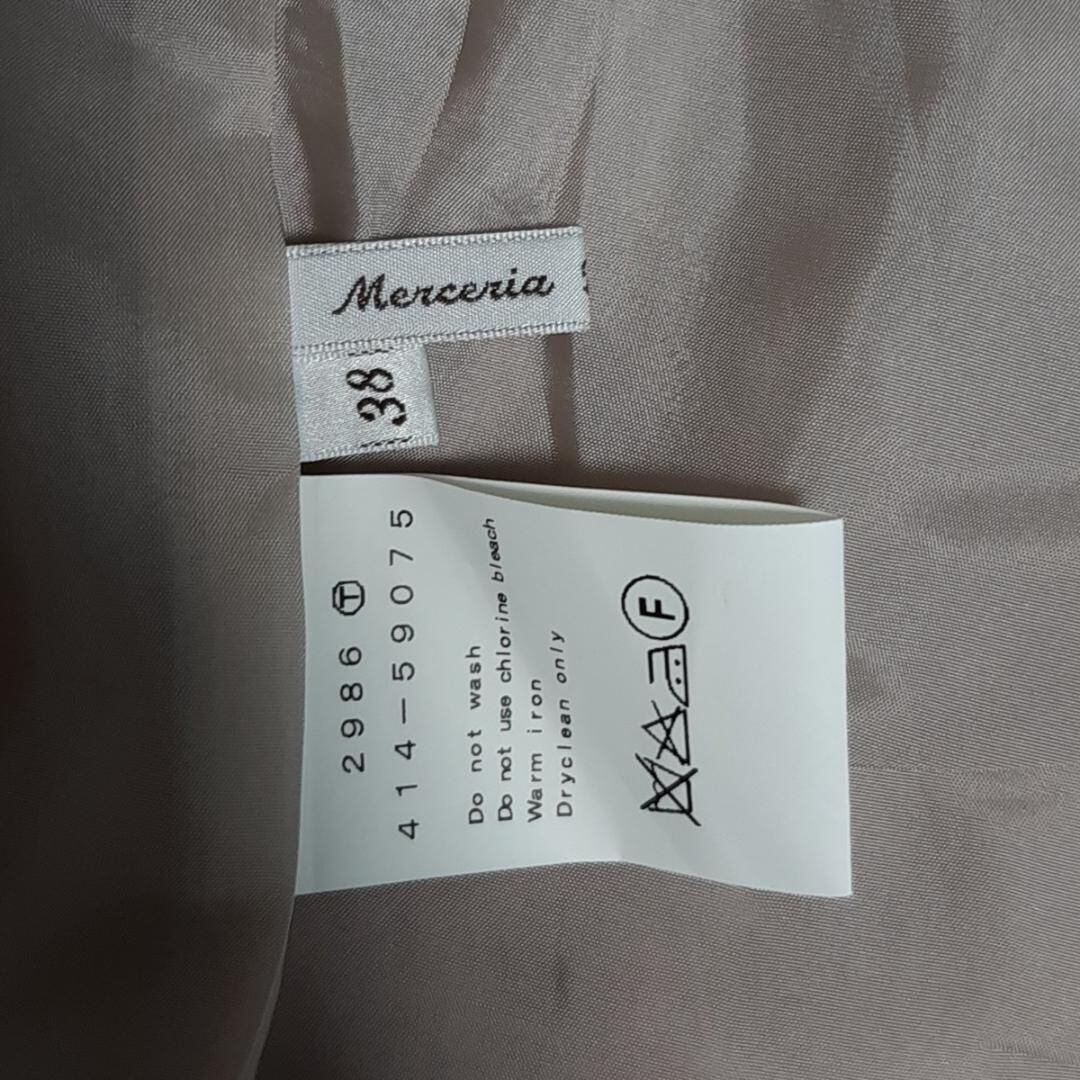 Merceria
38
2986 Ⓣ
414-59075
Do not wash
Do not use chlorine bleach
Warm iron
Dryclean only
F